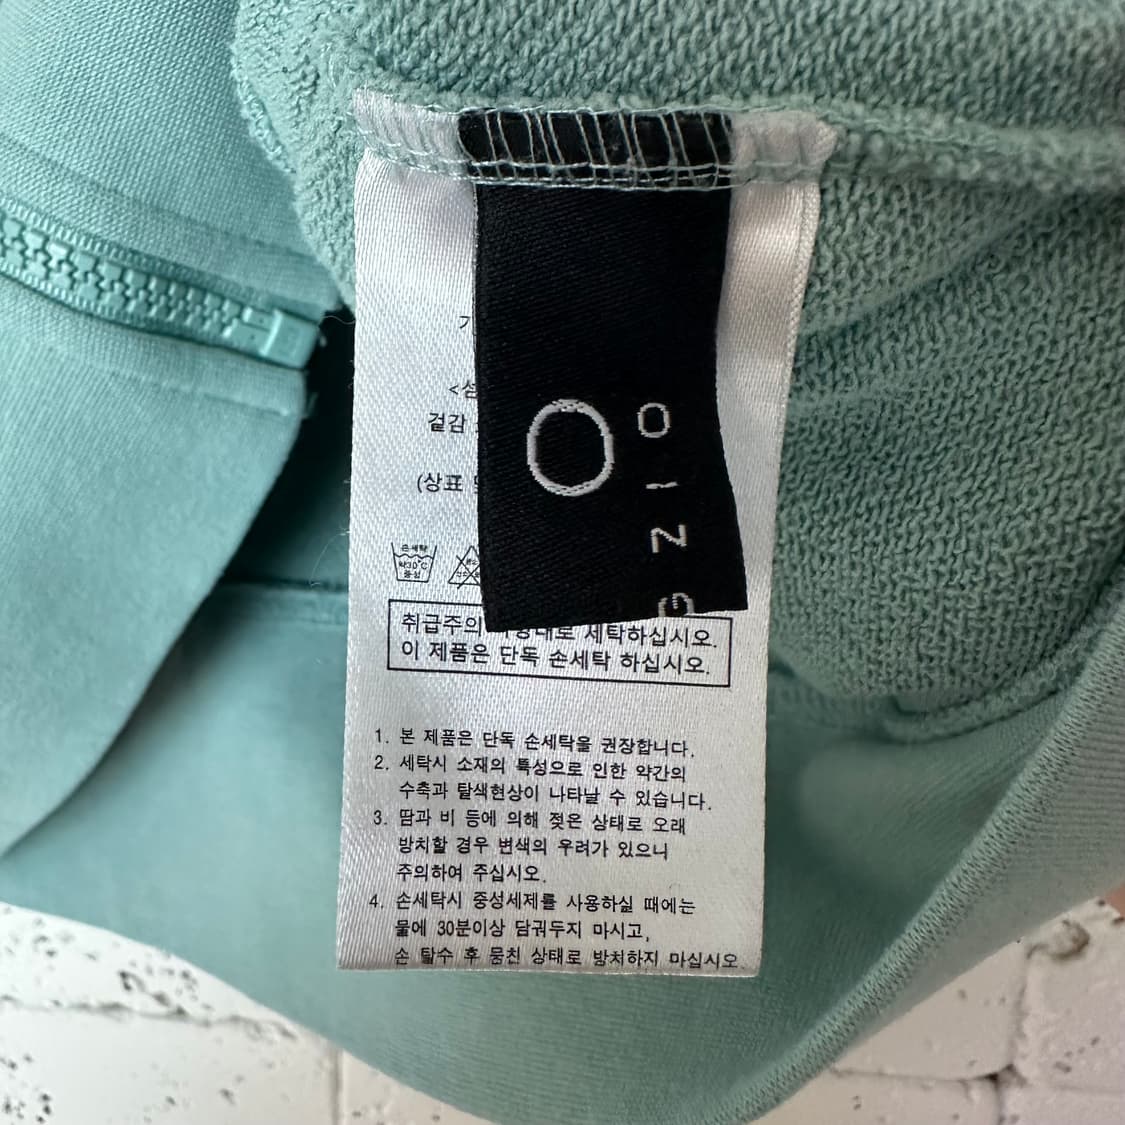 O
O I Z G
기
<섬
겉감
(상표
손세탁
약30℃
중성
취급주의
세탁하십시오.
이 제품은 단독 손세탁 하십시오.
1. 본 제품은 단독 손세탁을 권장합니다.
2. 세탁시 소재의 특성으로 인한 약간의
수축과 탈색현상이 나타날 수 있습니다.
3. 땀과 비 등에 의해 젖은 상태로 오래
방치할 경우 변색의 우려가 있으니
주의하여 주십시오.
4. 손세탁시 중성세제를 사용하실 때에는
물에 30분이상 담궈두지 마시고,
손 탈수 후 뭉친 상태로 방치하지 마십시오.